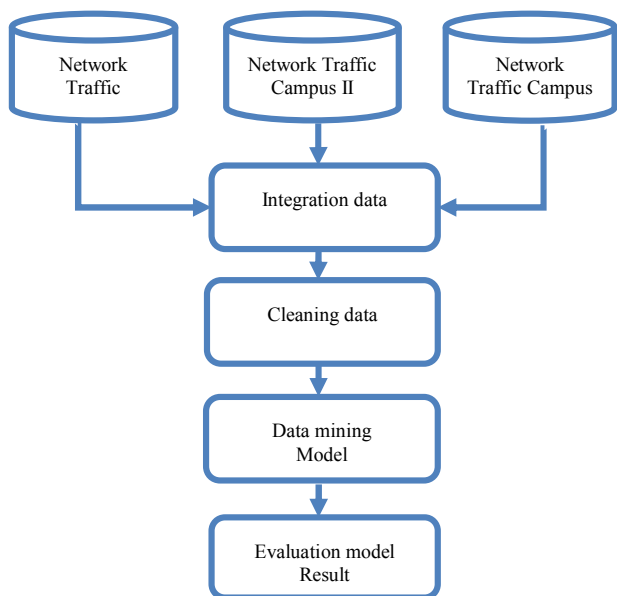 Network
Traffic
Network Traffic
Campus II
Network
Traffic Campus
Integration data
Cleaning data
Data mining
Model
Evaluation model
Result